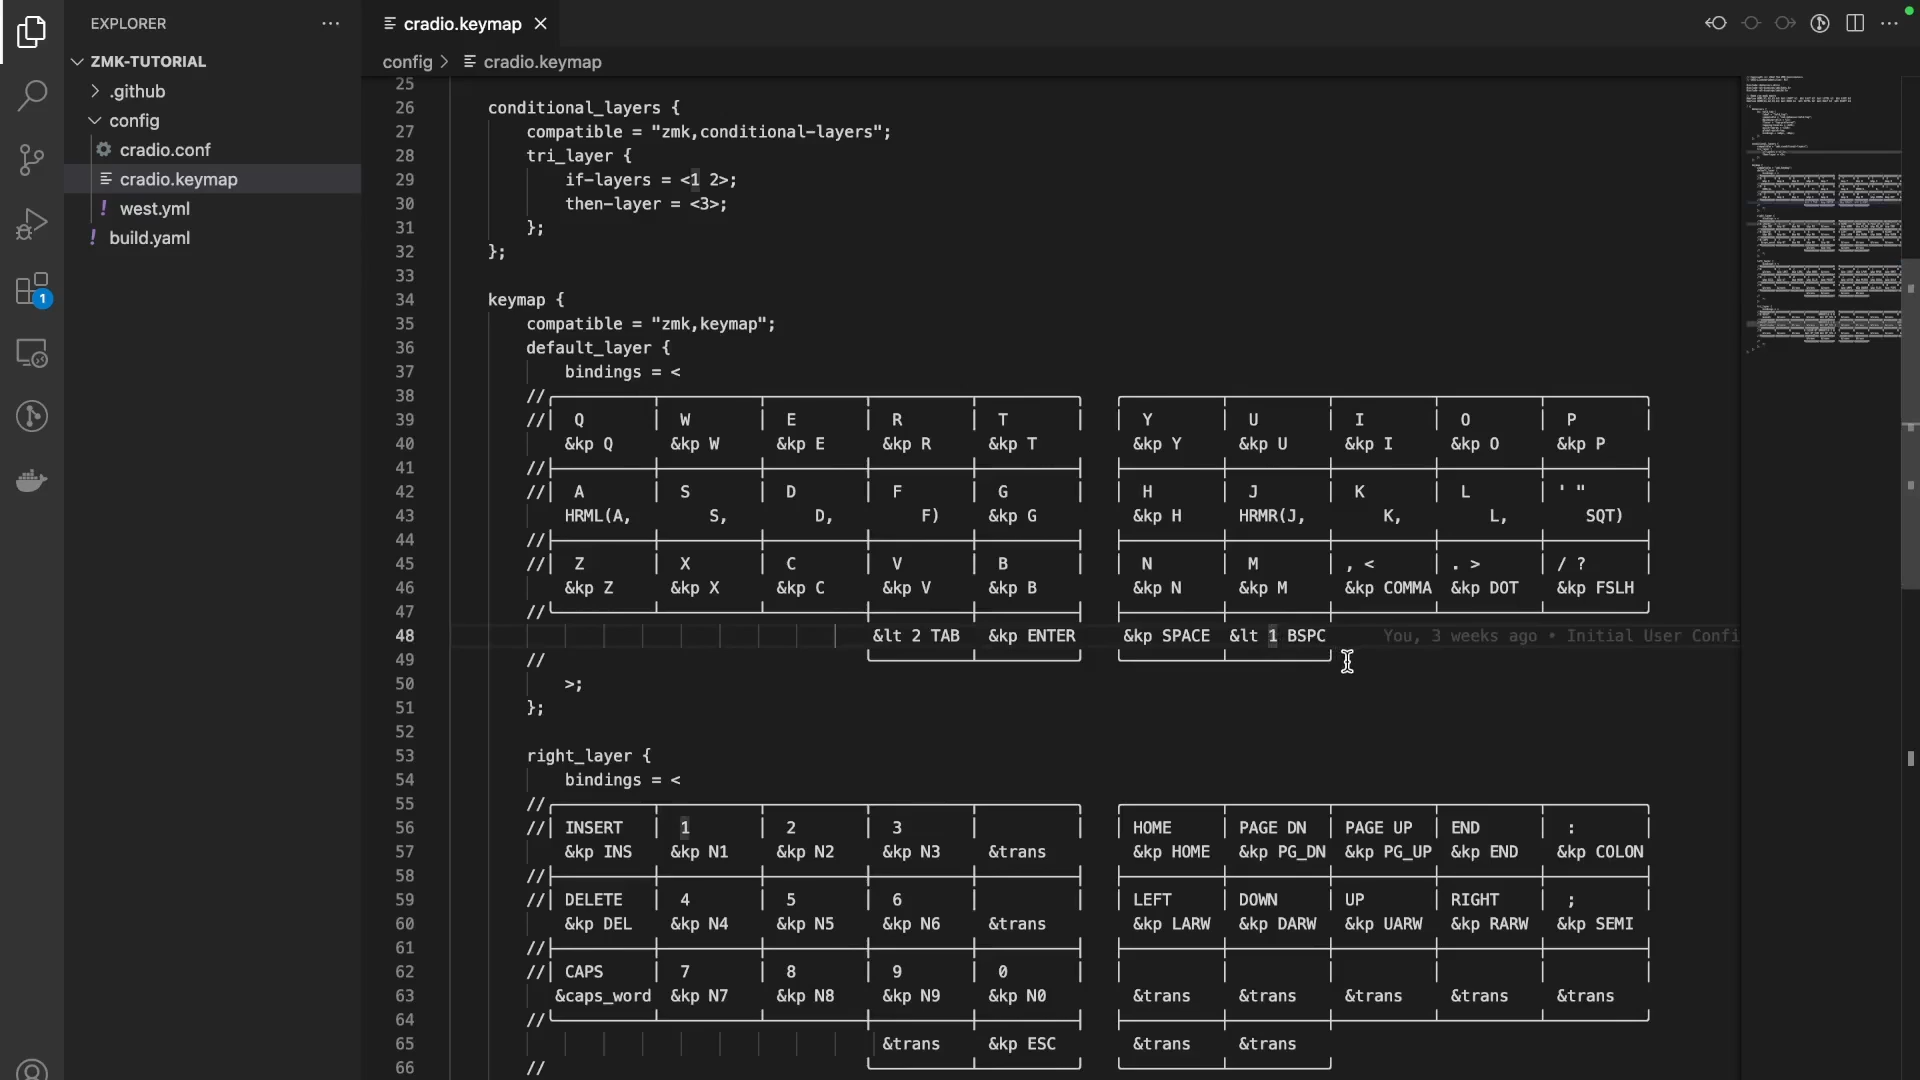 EXPLORER
cradio.keymap
ZMK-TUTORIAL
.github
config
cradio.conf
cradio.keymap
west.yml
build.yaml
1
config > cradio.keymap
25
26 conditional_layers {
27 compatible = "zmk,conditional-layers";
28 tri_layer {
29 if-layers = <1 2>;
30 then-layer = <3>;
31 };
32 };
33
34 keymap {
35 compatible = "zmk,keymap";
36 default_layer {
37 bindings = <
38 //
39 //| Q | W | E | R | T | | Y | U | I | O | P |
40 &kp Q &kp W &kp E &kp R &kp T &kp Y &kp U &kp I &kp O &kp P
41 //
42 //| A | S | D | F | G | | H | J | K | L | ' " |
43 HRML(A, S, D, F) &kp G &kp H HRMR(J, K, L, SQT)
44 //
45 //| Z | X | C | V | B | | N | M | , < | . > | / ? |
46 &kp Z &kp X &kp C &kp V &kp B &kp N &kp M &kp COMMA &kp DOT &kp FSLH
47 //
48 &lt 2 TAB &kp ENTER &kp SPACE &lt 1 BSPC You, 3 weeks ago • Initial User Confi
49 //
50 >;
51 };
52
53 right_layer {
54 bindings = <
55 //
56 //| INSERT | 1 | 2 | 3 | | | HOME | PAGE DN | PAGE UP | END | : |
57 &kp INS &kp N1 &kp N2 &kp N3 &trans &kp HOME &kp PG_DN &kp PG_UP &kp END &kp COLON
58 //
59 //| DELETE | 4 | 5 | 6 | | | LEFT | DOWN | UP | RIGHT | ; |
60 &kp DEL &kp N4 &kp N5 &kp N6 &trans &kp LARW &kp DARW &kp UARW &kp RARW &kp SEMI
61 //
62 //| CAPS | 7 | 8 | 9 | 0 | | | | | | |
63 &caps_word &kp N7 &kp N8 &kp N9 &kp N0 &trans &trans &trans &trans &trans
64 //
65 &trans &kp ESC &trans &trans
66 //